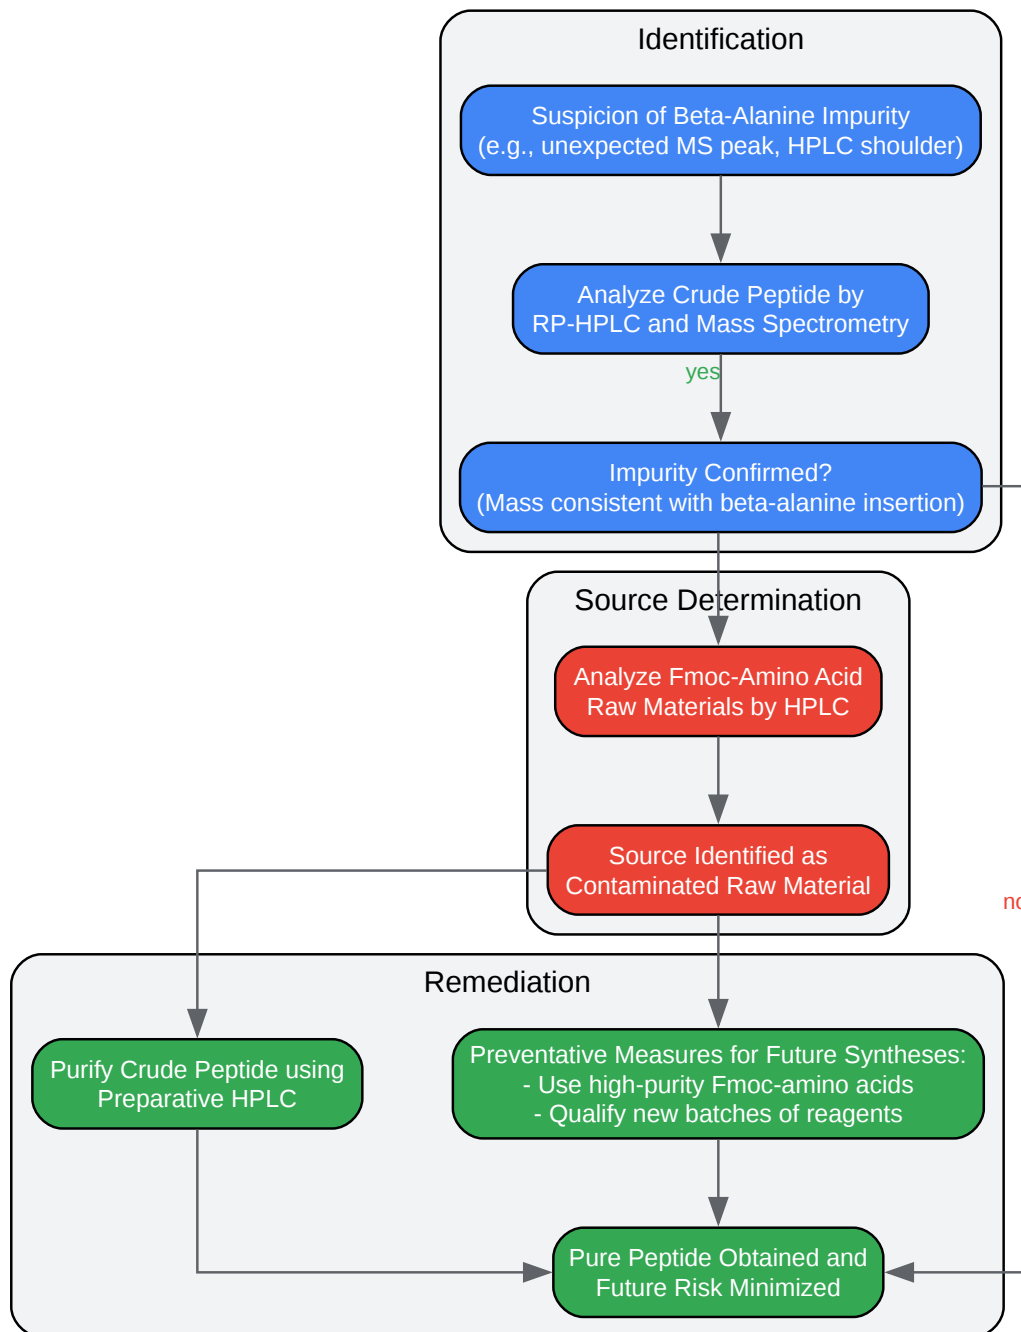 Identification
Suspicion of Beta-Alanine Impurity
(e.g., unexpected MS peak, HPLC shoulder)
Analyze Crude Peptide by
RP-HPLC and Mass Spectrometry
yes
Impurity Confirmed?
(Mass consistent with beta-alanine insertion)
Source Determination
Analyze Fmoc-Amino Acid
Raw Materials by HPLC
Source Identified as
Contaminated Raw Material
no
Remediation
Purify Crude Peptide using
Preparative HPLC
Preventative Measures for Future Syntheses:
- Use high-purity Fmoc-amino acids
- Qualify new batches of reagents
Pure Peptide Obtained and
Future Risk Minimized